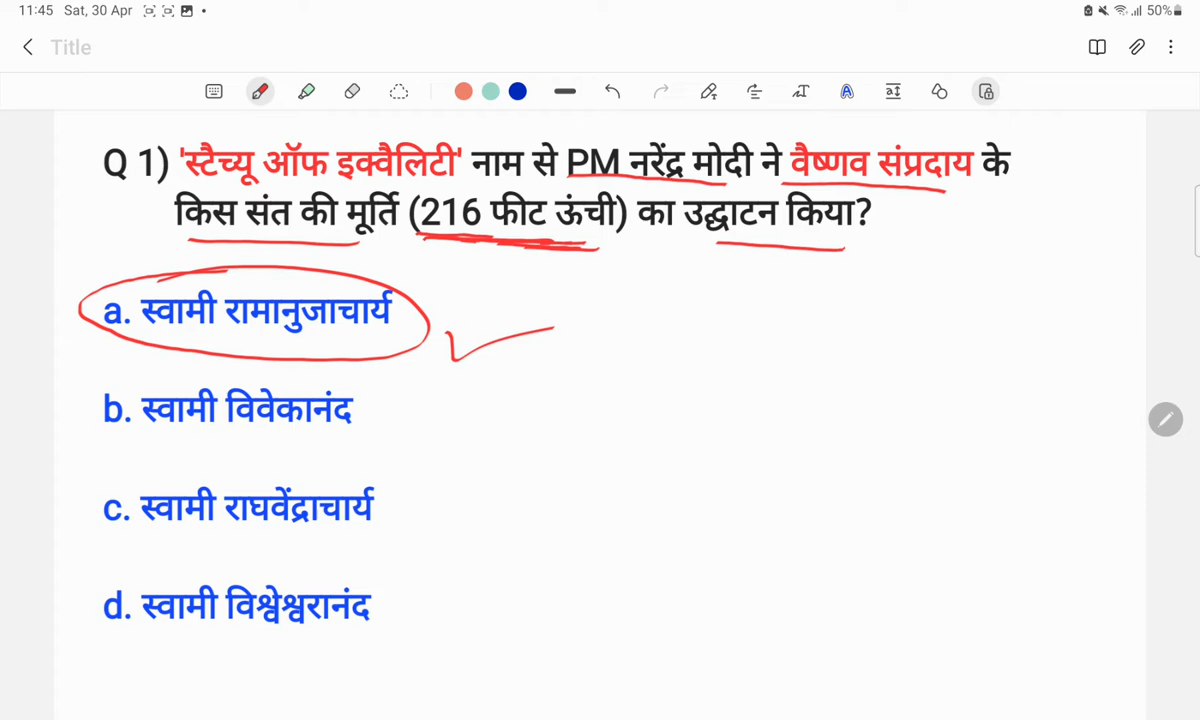 11:45 Sat, 30 Apr
50%
Title
Q 1) 'स्टैच्यू ऑफ इक्वैलिटी' नाम से PM नरेंद्र मोदी ने वैष्णव संप्रदाय के
किस संत की मूर्ति (216 फीट ऊंची) का उद्घाटन किया?
a. स्वामी रामानुजाचार्य
b. स्वामी विवेकानंद
c. स्वामी राघवेंद्राचार्य
d. स्वामी विश्वेश्वरानंद